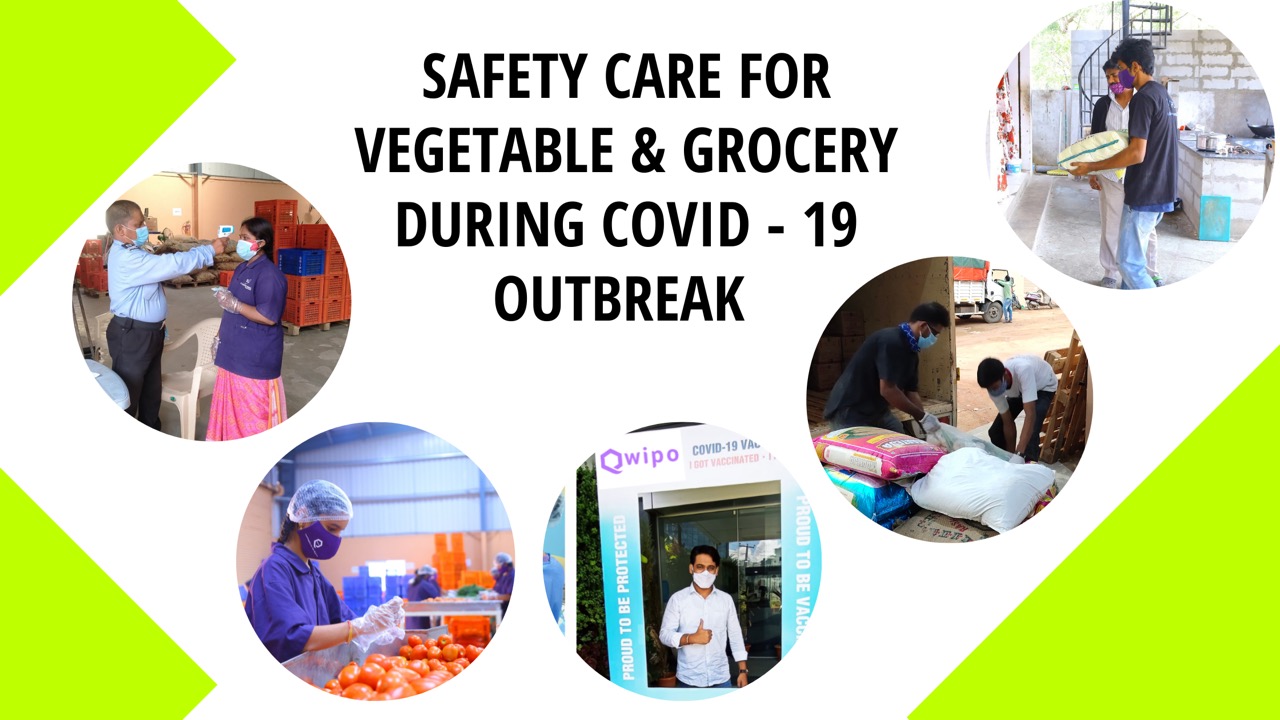 SAFETY CARE FOR
VEGETABLE & GROCERY
DURING COVID - 19
OUTBREAK
Qwipo
COVID-19 VAC
I GOT VACCINATED
PROUD TO BE PROTECTED
PROUD TO BE VACC